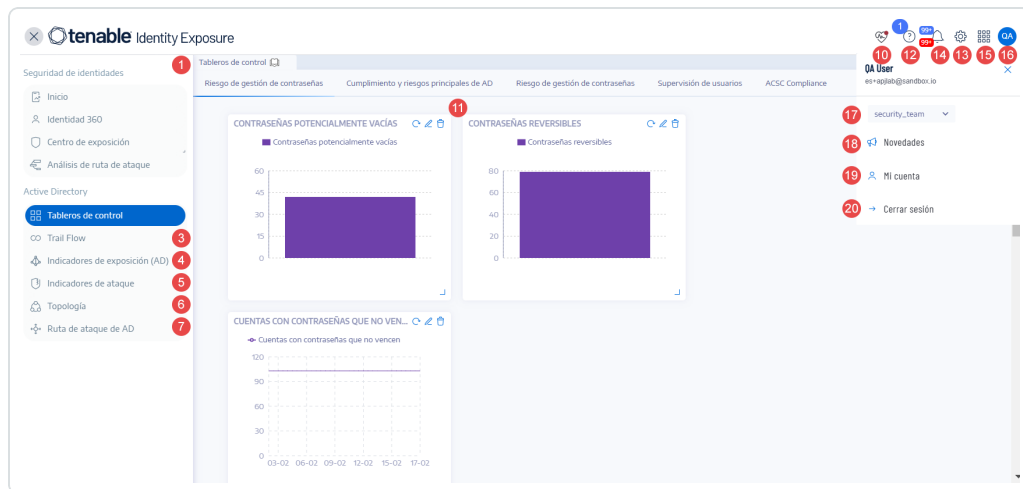 tenable Identity Exposure
1
99+
99+
QA
10
12
14
13
15
16
1
Tableros de control
QA User
es+apjlab@sandbox.io
Seguridad de identidades
Inicio
Identidad 360
Centro de exposición
Análisis de ruta de ataque
Active Directory
Tableros de control
Trail Flow
3
Indicadores de exposición (AD)
4
Indicadores de ataque
5
Topología
6
Ruta de ataque de AD
7
Riesgo de gestión de contraseñas
Cumplimiento y riesgos principales de AD
Riesgo de gestión de contraseñas
Supervisión de usuarios
ACSC Compliance
11
CONTRASEÑAS POTENCIALMENTE VACÍAS
Contraseñas potencialmente vacías
60
45
30
15
0
CONTRASEÑAS REVERSIBLES
Contraseñas reversibles
80
60
40
20
0
CUENTAS CON CONTRASEÑAS QUE NO VEN...
Cuentas con contraseñas que no vencen
120
90
60
30
0
03-02 06-02 09-02 12-02 15-02 17-02
17
security_team
18
Novedades
19
Mi cuenta
20
Cerrar sesión